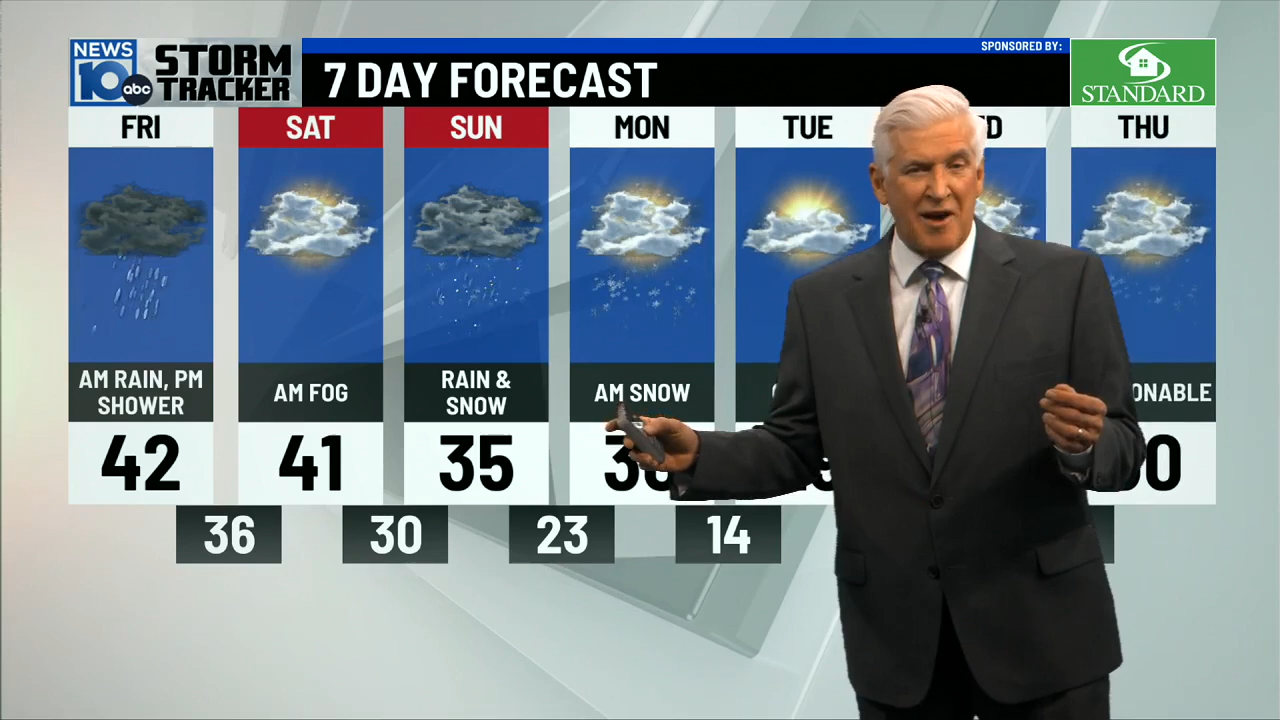 NEWS
10 abc
STORM
TRACKER
7 DAY FORECAST
SPONSORED BY:
STANDARD
FRI
SAT
SUN
MON
TUE
THU
AM RAIN, PM
SHOWER
AM FOG
RAIN &
SNOW
AM SNOW
42
41
35
36
30
23
14